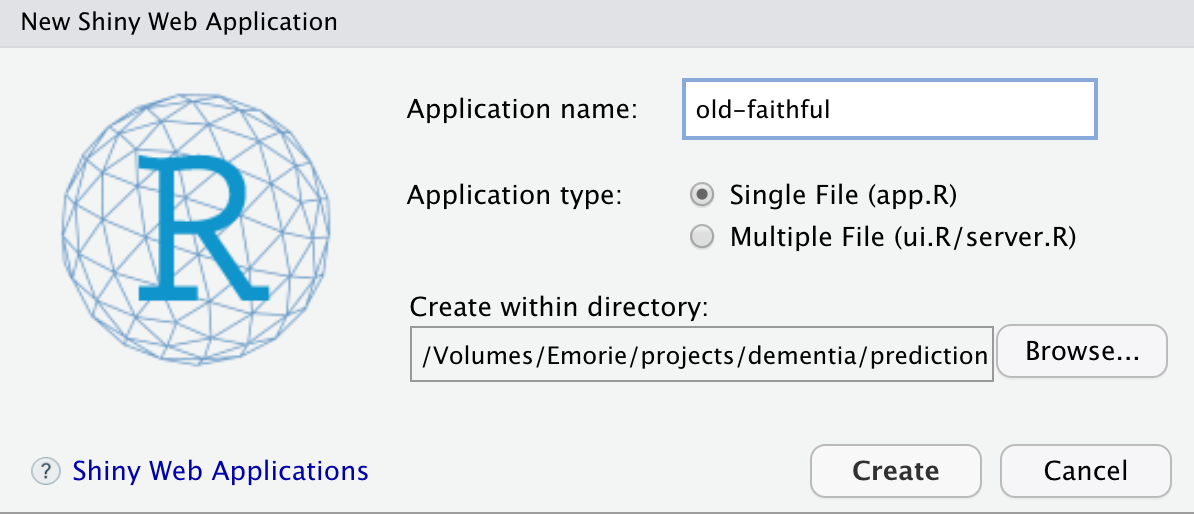 New Shiny Web Application
R
Application name: old-faithful
Application type: Single File (app.R)
Multiple File (ui.R/server.R)
Create within directory:
/Volumes/Emorie/projects/dementia/prediction Browse...
? Shiny Web Applications Create Cancel